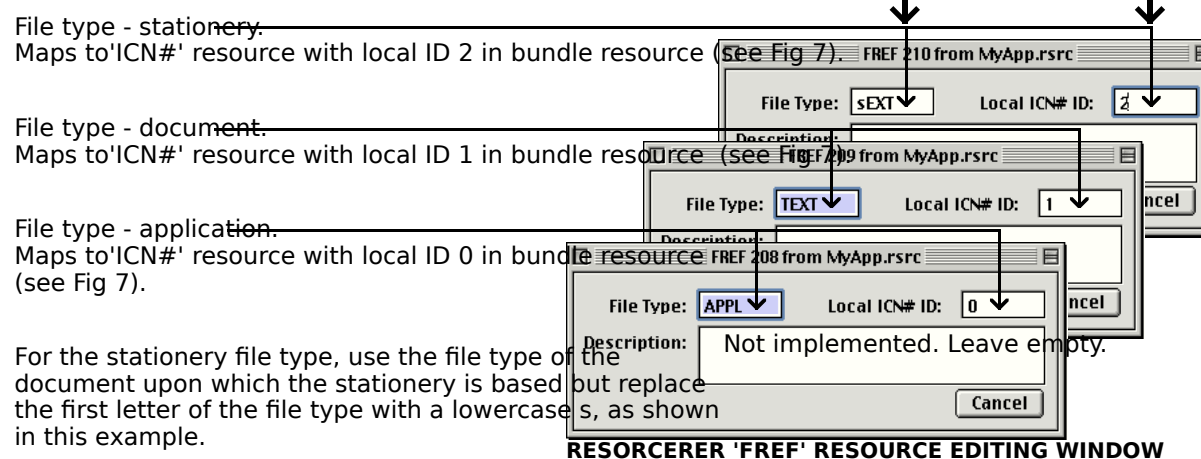 File type - stationery.
Maps to'ICN#' resource with local ID 2 in bundle resource (see Fig 7).
FREF 210 from MyApp.rsrc
File Type: sEXT Local ICN# ID: 2
Description:
File type - document.
Maps to'ICN#' resource with local ID 1 in bundle resource (see Fig 7).
FREF 209 from MyApp.rsrc
ncel
File Type: TEXT Local ICN# ID: 1
Description:
File type - application.
Maps to'ICN#' resource with local ID 0 in bundle resource
(see Fig 7).
FREF 208 from MyApp.rsrc
ncel
File Type: APPL Local ICN# ID: 0
Description: Not implemented. Leave empty.
For the stationery file type, use the file type of the
document upon which the stationery is based but replace
the first letter of the file type with a lowercase s, as shown
in this example.
Cancel
RESORCERER 'FREF' RESOURCE EDITING WINDOW